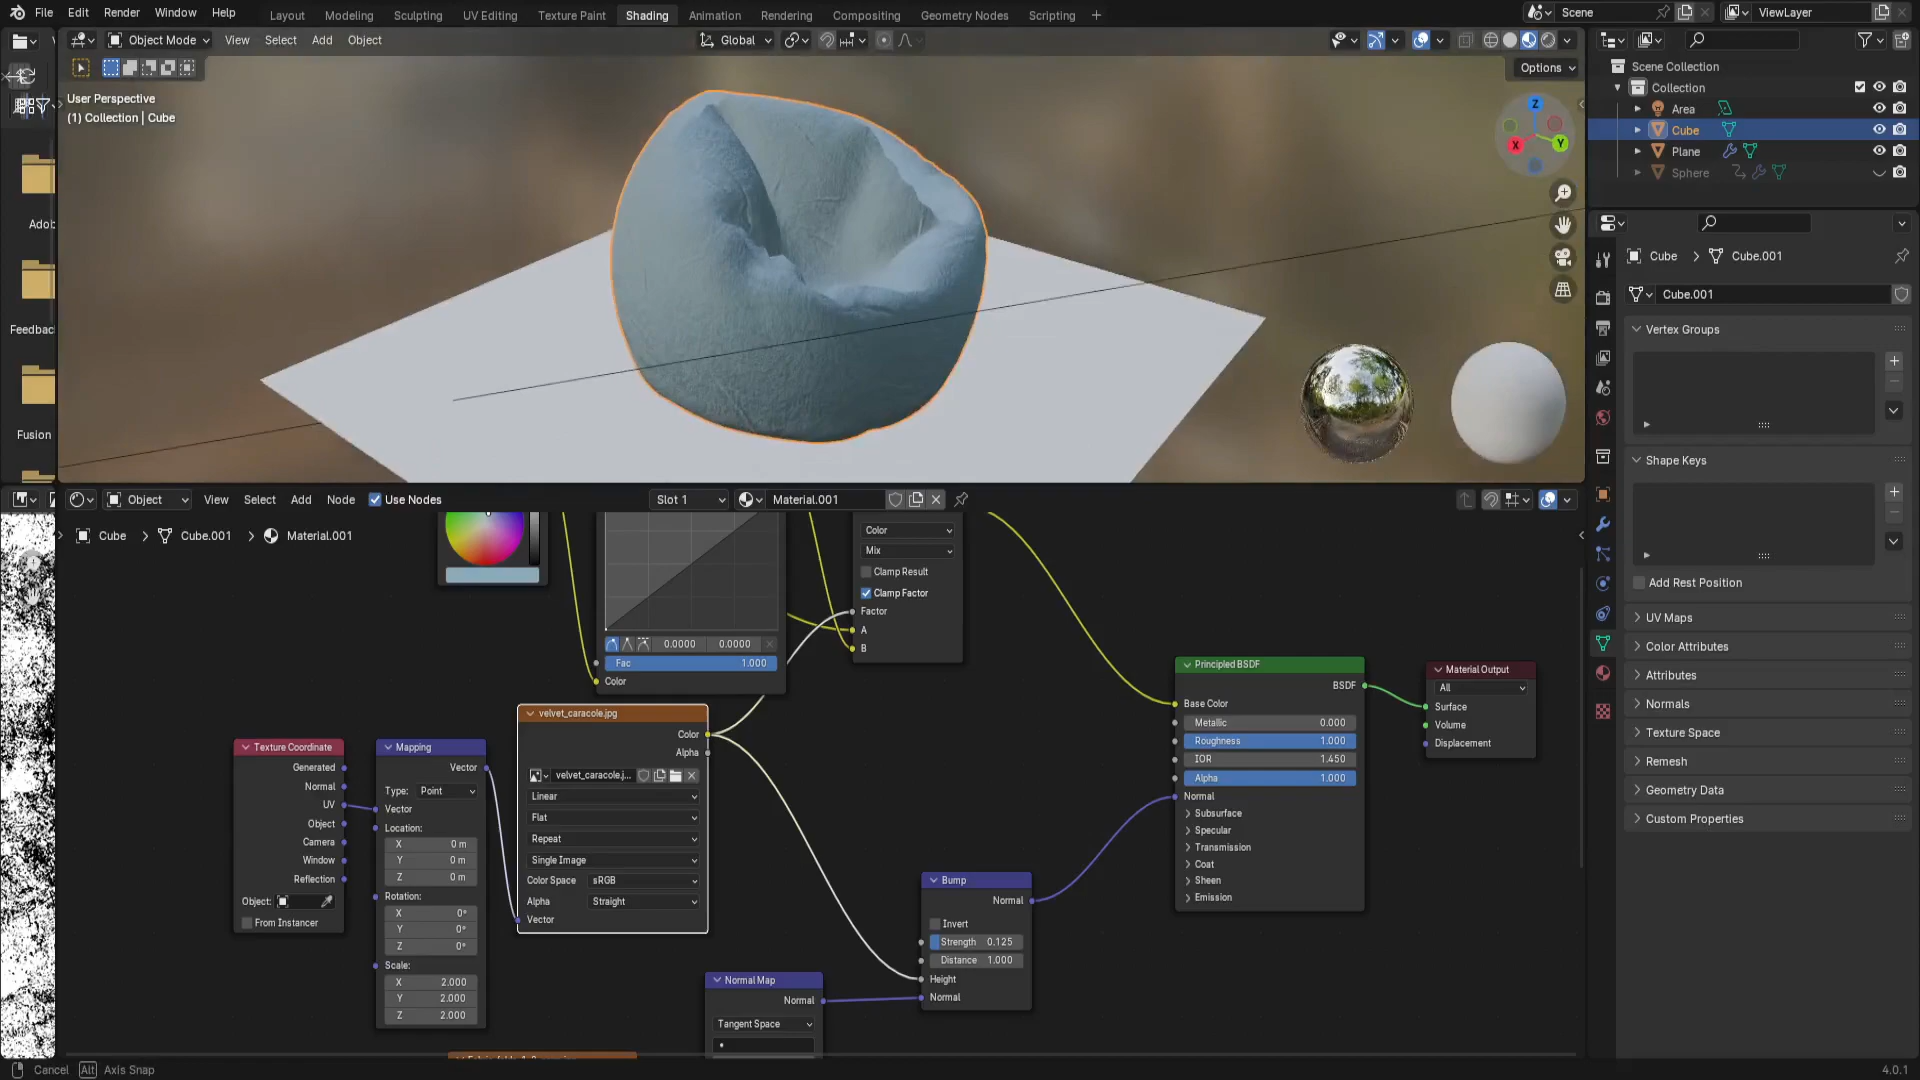 File Edit Render Window Help Layout Modeling Sculpting UV Editing Texture Paint Shading Animation Rendering Compositing Geometry Nodes Scripting + Scene ViewLayer
Object Mode View Select Add Object Global
Options
User Perspective
(1) Collection | Cube
Z
X
Y
Scene Collection
Collection
Area
Cube
Plane
Sphere
Adob
Feedbac
Fusion
Cube > Cube.001
Cube.001
Vertex Groups
Shape Keys
Add Rest Position
UV Maps
Color Attributes
Attributes
Normals
Texture Space
Remesh
Geometry Data
Custom Properties
Object View Select Add Node Use Nodes Slot 1 Material.001
Cube > Cube.001 > Material.001
0.0000 0.0000
Fac 1.000
Color
Color
Mix
Clamp Result
Clamp Factor
Factor
A
B
Texture Coordinate
Generated
Normal
UV
Object
Camera
Window
Reflection
Object:
From Instancer
Mapping
Vector
Type: Point
Vector
Location:
X 0 m
Y 0 m
Z 0 m
Rotation:
X 0°
Y 0°
Z 0°
Scale:
X 2.000
Y 2.000
Z 2.000
velvet_caracole.jpg
Color
Alpha
velvet_caracole.j...
Linear
Flat
Repeat
Single Image
Color Space sRGB
Alpha Straight
Vector
Normal Map
Normal
Tangent Space
Bump
Normal
Invert
Strength 0.125
Distance 1.000
Height
Normal
Principled BSDF
BSDF
Base Color
Metallic 0.000
Roughness 1.000
IOR 1.450
Alpha 1.000
Normal
Subsurface
Specular
Transmission
Coat
Sheen
Emission
Material Output
All
Surface
Volume
Displacement
Cancel Alt Axis Snap 4.0.1